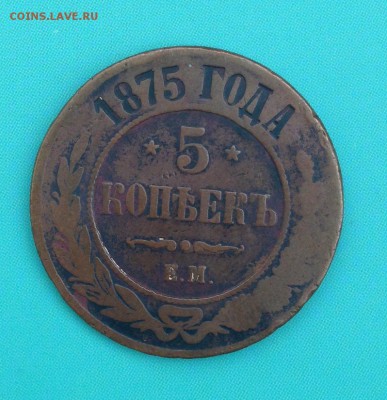 COINS.LAVE.RU
1875 ГОДА
* 5 *
КОПѢЕКЪ
Е.М.